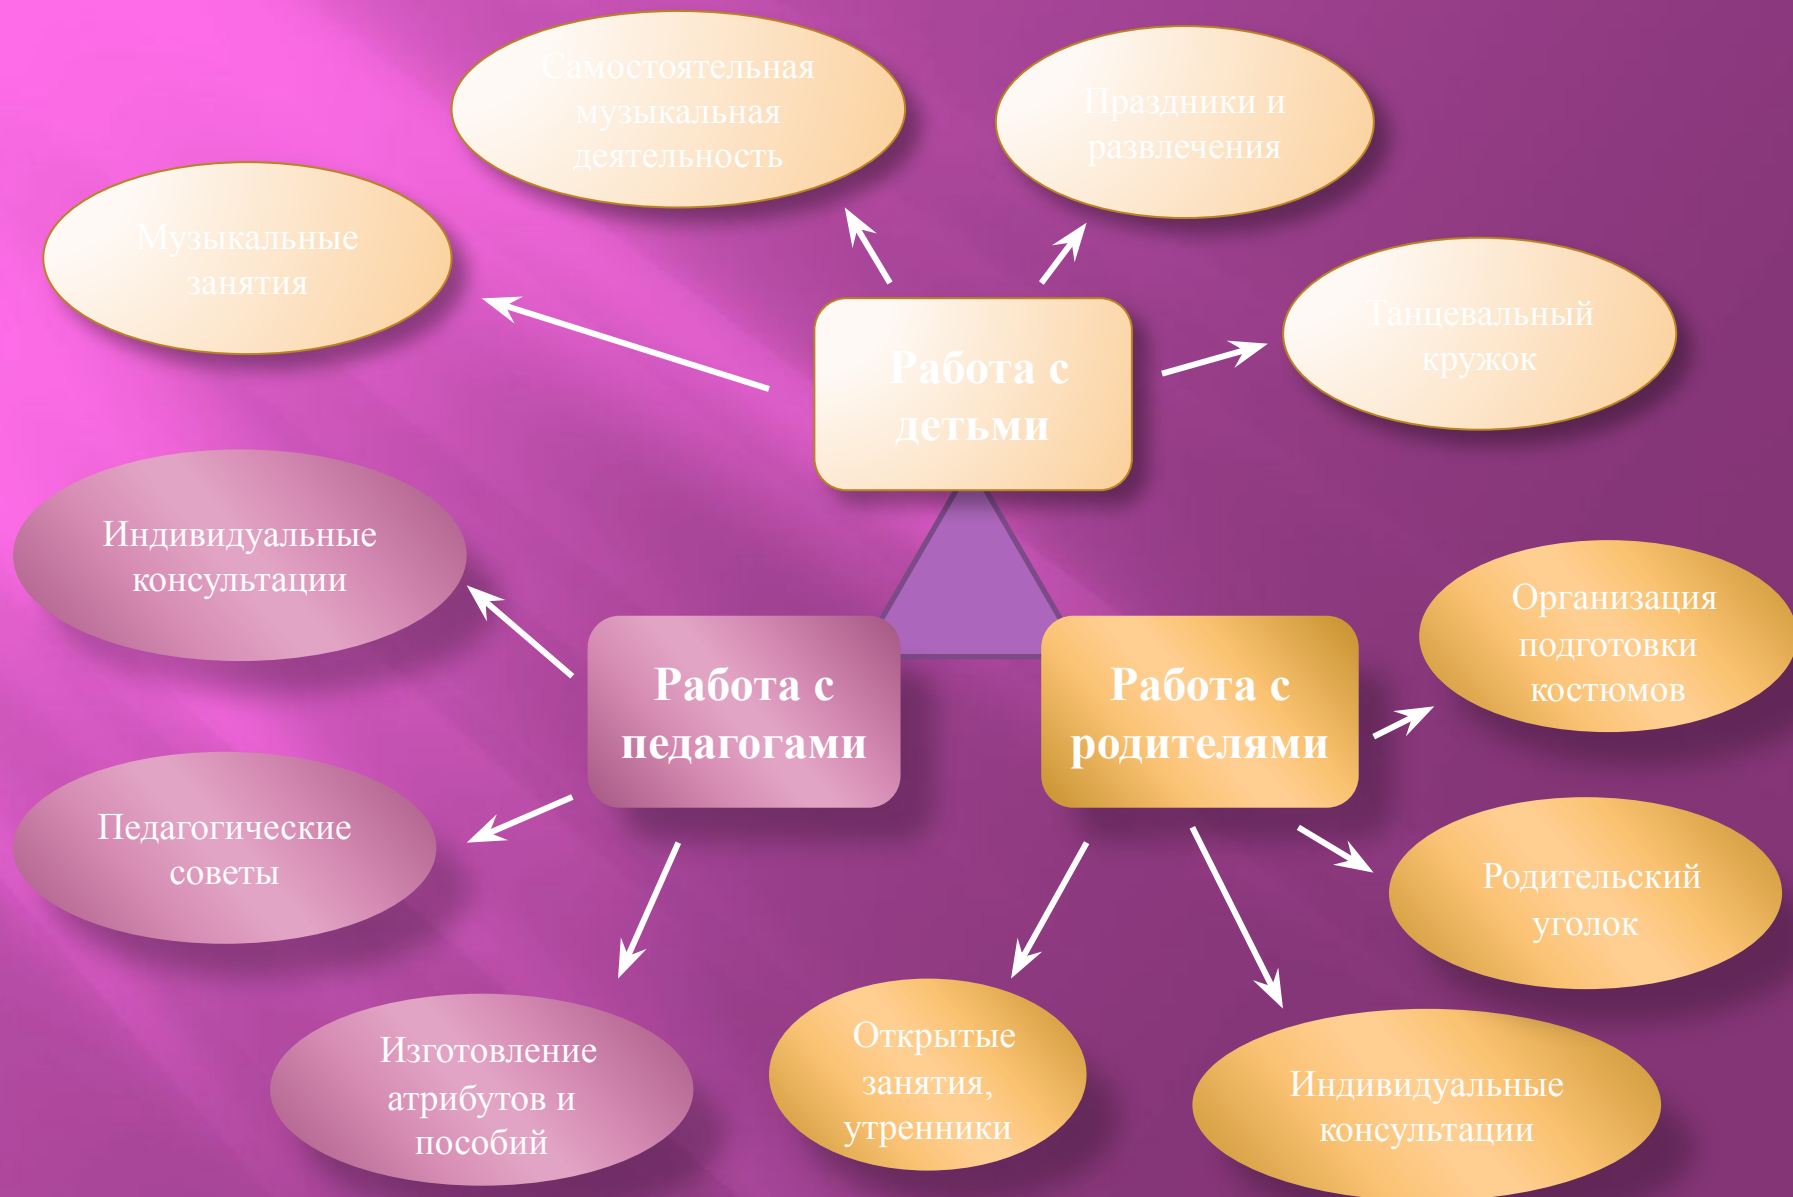 Самостоятельная
музыкальная
деятельность
Праздники и
развлечения
Музыкальные
занятия
Танцевальный
кружок
Работа с
детьми
Индивидуальные
консультации
Организация
подготовки
костюмов
Работа с
педагогами
Работа с
родителями
Педагогические
советы
Родительский
уголок
Изготовление
атрибутов и
пособий
Открытые
занятия,
утренники
Индивидуальные
консультации